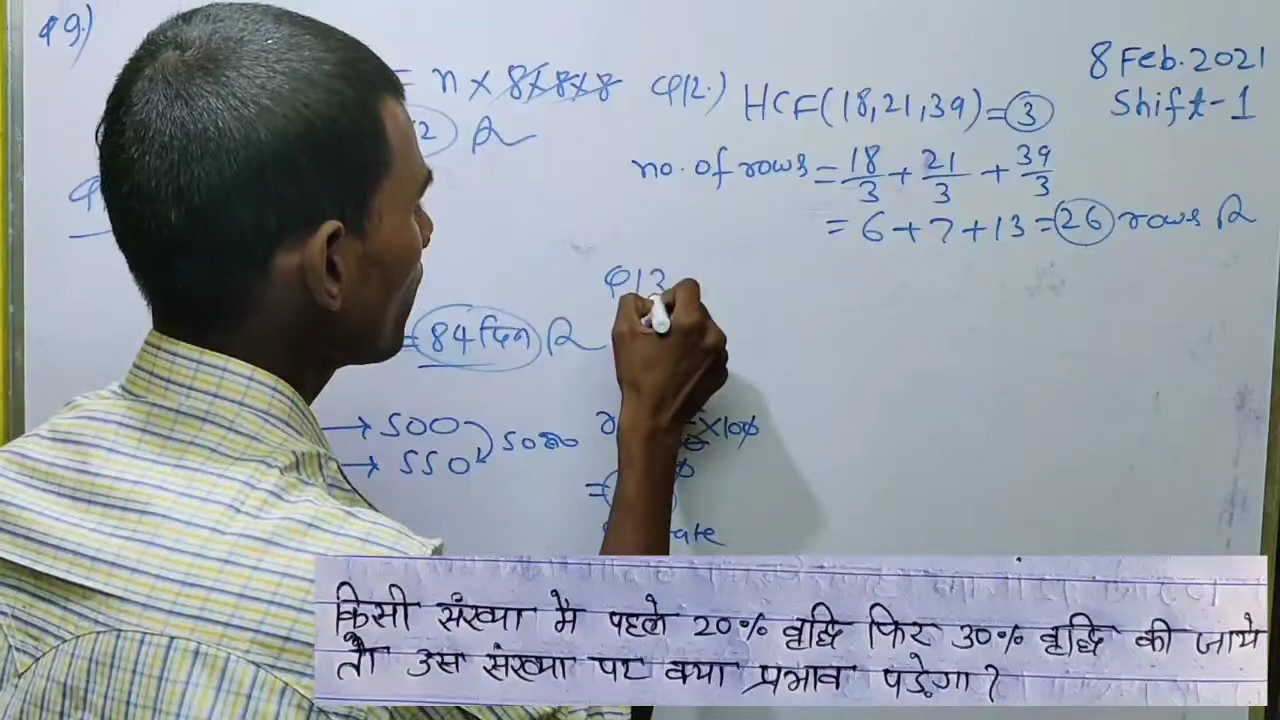 9.)
= n × 8×8×8
2
= 84 दिन
→ 500
5000
→ 550
Q12.) HCF(18,21,39)=3
no. of rows = 18/3 + 21/3 + 39/3
= 6+7+13=26 rows
Q13
×100
=
ate
8 Feb. 2021
Shift-1
किसी संख्या मे पहले 20% वृद्धि फिर 30% वृद्धि की जाये
तो उस संख्या पर क्या प्रभाव पड़ेगा?